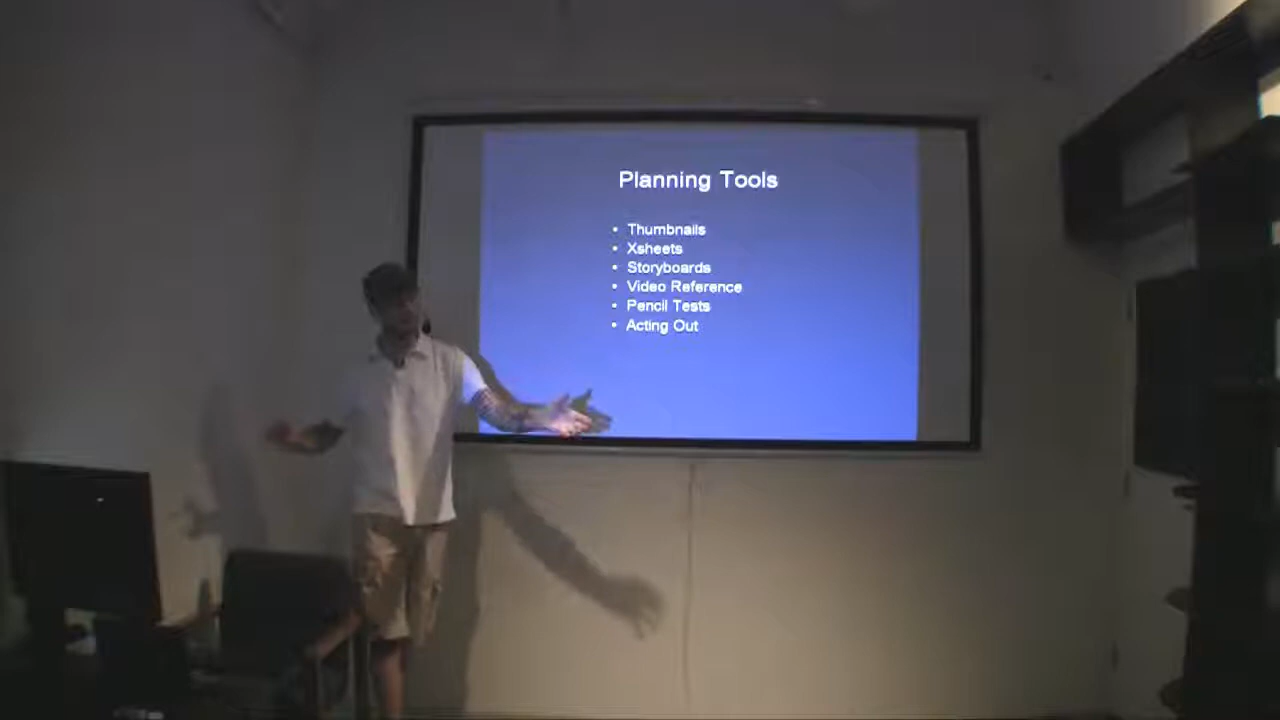 Planning Tools
• Thumbnails
• Xsheets
• Storyboards
• Video Reference
• Pencil Tests
• Acting Out